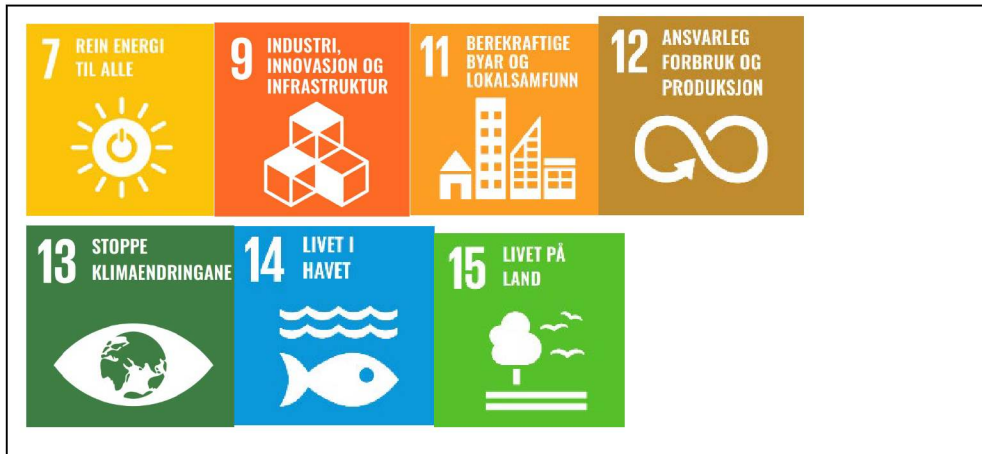 7 REIN ENERGI
TIL ALLE
9 INDUSTRI,
INNOVASJON OG
INFRASTRUKTUR
11 BEREKRAFTIGE
BYAR OG
LOKALSAMFUNN
12 ANSVARLEG
FORBRUK OG
PRODUKSJON
13 STOPPE
KLIMAENDRINGANE
14 LIVET I
HAVET
15 LIVET PÅ
LAND